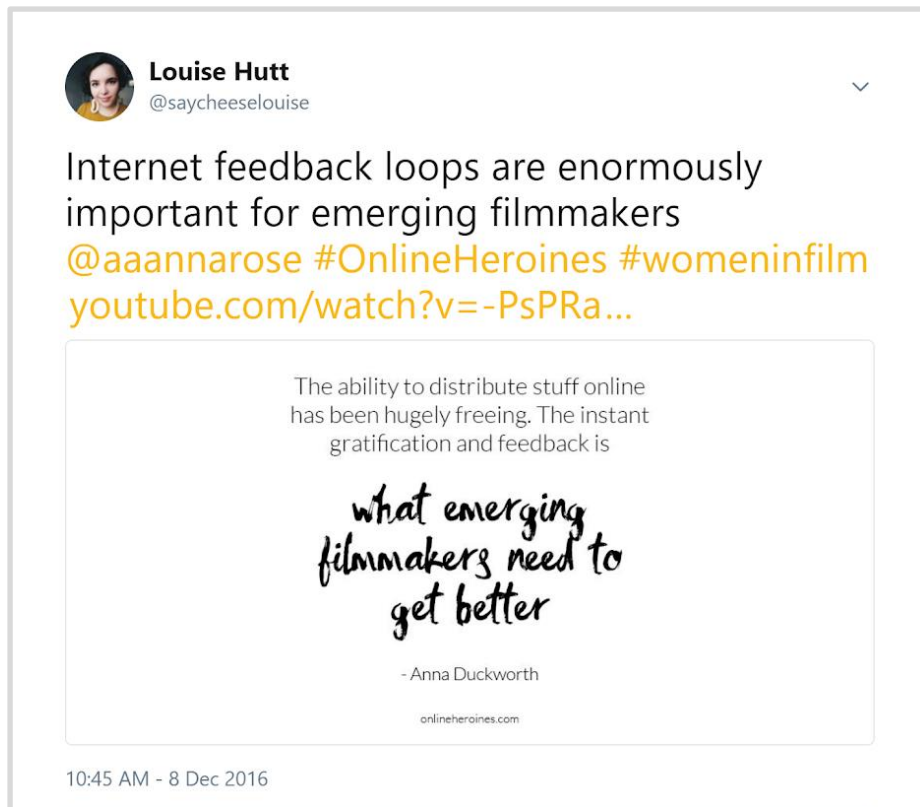 Louise Hutt
@saycheeselouise
Internet feedback loops are enormously
important for emerging filmmakers
@aaannarose #OnlineHeroines #womeninfilm
youtube.com/watch?v=-PsPRa...
The ability to distribute stuff online
has been hugely freeing. The instant
gratification and feedback is
what emerging
filmmakers need to
get better
- Anna Duckworth
onlineheroines.com
10:45 AM - 8 Dec 2016